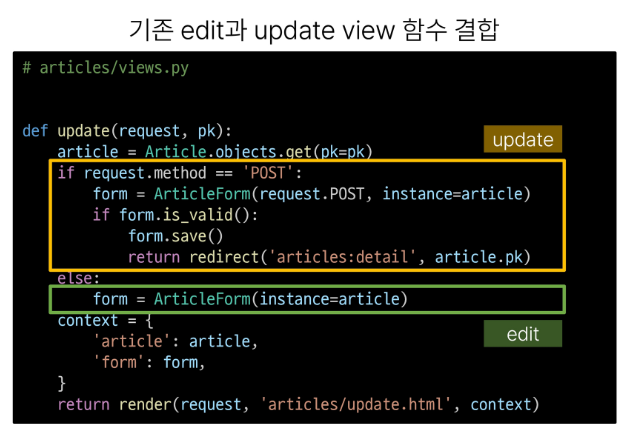 기존 edit과 update view 함수 결합
# articles/views.py
def update(request, pk):
update
    article = Article.objects.get(pk=pk)
    if request.method == 'POST':
        form = ArticleForm(request.POST, instance=article)
        if form.is_valid():
            form.save()
            return redirect('articles:detail', article.pk)
    else:
        form = ArticleForm(instance=article)
    context = {
        'article': article,
edit
        'form': form,
    }
    return render(request, 'articles/update.html', context)